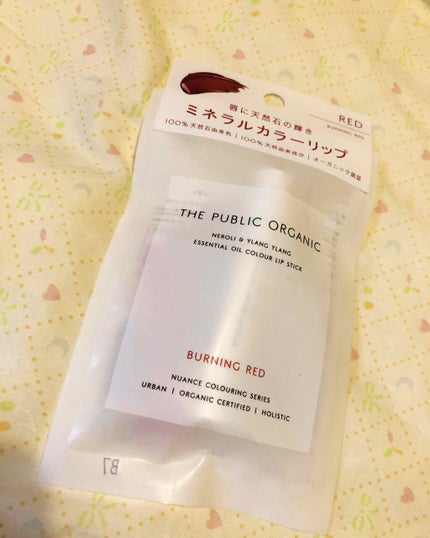 RED
BURNING RED
唇に天然石の輝き
ミネラルカラーリップ
100%天然石由来色 | 100%天然由来成分 | オーガニック認証
THE PUBLIC ORGANIC
NEROLI & YLANG YLANG
ESSENTIAL OIL COLOUR LIP STICK
BURNING RED
NUANCE COLOURING SERIES
URBAN | ORGANIC CERTIFIED | HOLISTIC
B7